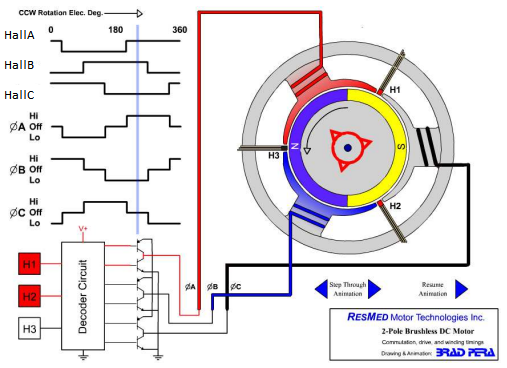 CCW Rotation Elec. Deg.
0 180 360
HallA
HallB
HallC
Hi
ØA Off
Lo
Hi
ØB Off
Lo
Hi
ØC Off
Lo
V+
H1
H2
H3
Decoder Circuit
ØA ØB ØC
H1
H2
H3
N
S
Step Through
Animation
Resume
Animation
RESMED Motor Technologies Inc.
2-Pole Brushless DC Motor
Commutation, drive, and winding timings
Drawing & Animation: BRAD PERA